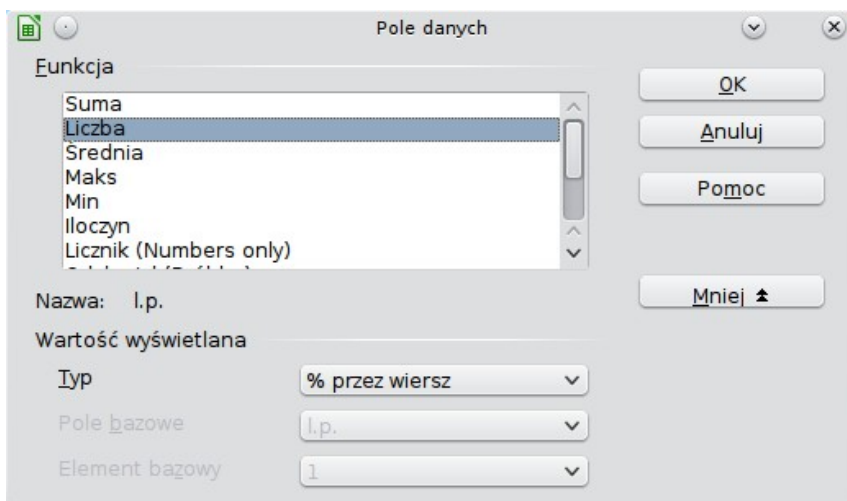 Pole danych
Funkcja
Suma
Liczba
Średnia
Maks
Min
Iloczyn
Licznik (Numbers only)
OK
Anuluj
Pomoc
Mniej
Nazwa: l.p.
Wartość wyświetlana
Typ % przez wiersz
Pole bazowe l.p.
Element bazowy 1